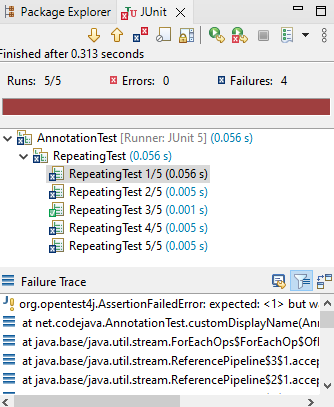 Package Explorer JUnit
Finished after 0.313 seconds
Runs: 5/5 Errors: 0 Failures: 4
AnnotationTest [Runner: JUnit 5] (0.056 s)
RepeatingTest (0.056 s)
RepeatingTest 1/5 (0.056 s)
RepeatingTest 2/5 (0.005 s)
RepeatingTest 3/5 (0.001 s)
RepeatingTest 4/5 (0.005 s)
RepeatingTest 5/5 (0.005 s)
Failure Trace
org.opentest4j.AssertionFailedError: expected: <1> but wa
at net.codejava.AnnotationTest.customDisplayName(Ann
at java.base/java.util.stream.ForEachOps$ForEachOp$Of
at java.base/java.util.stream.ReferencePipeline$3$1.accep
at java.base/java.util.stream.ReferencePipeline$2$1.accep